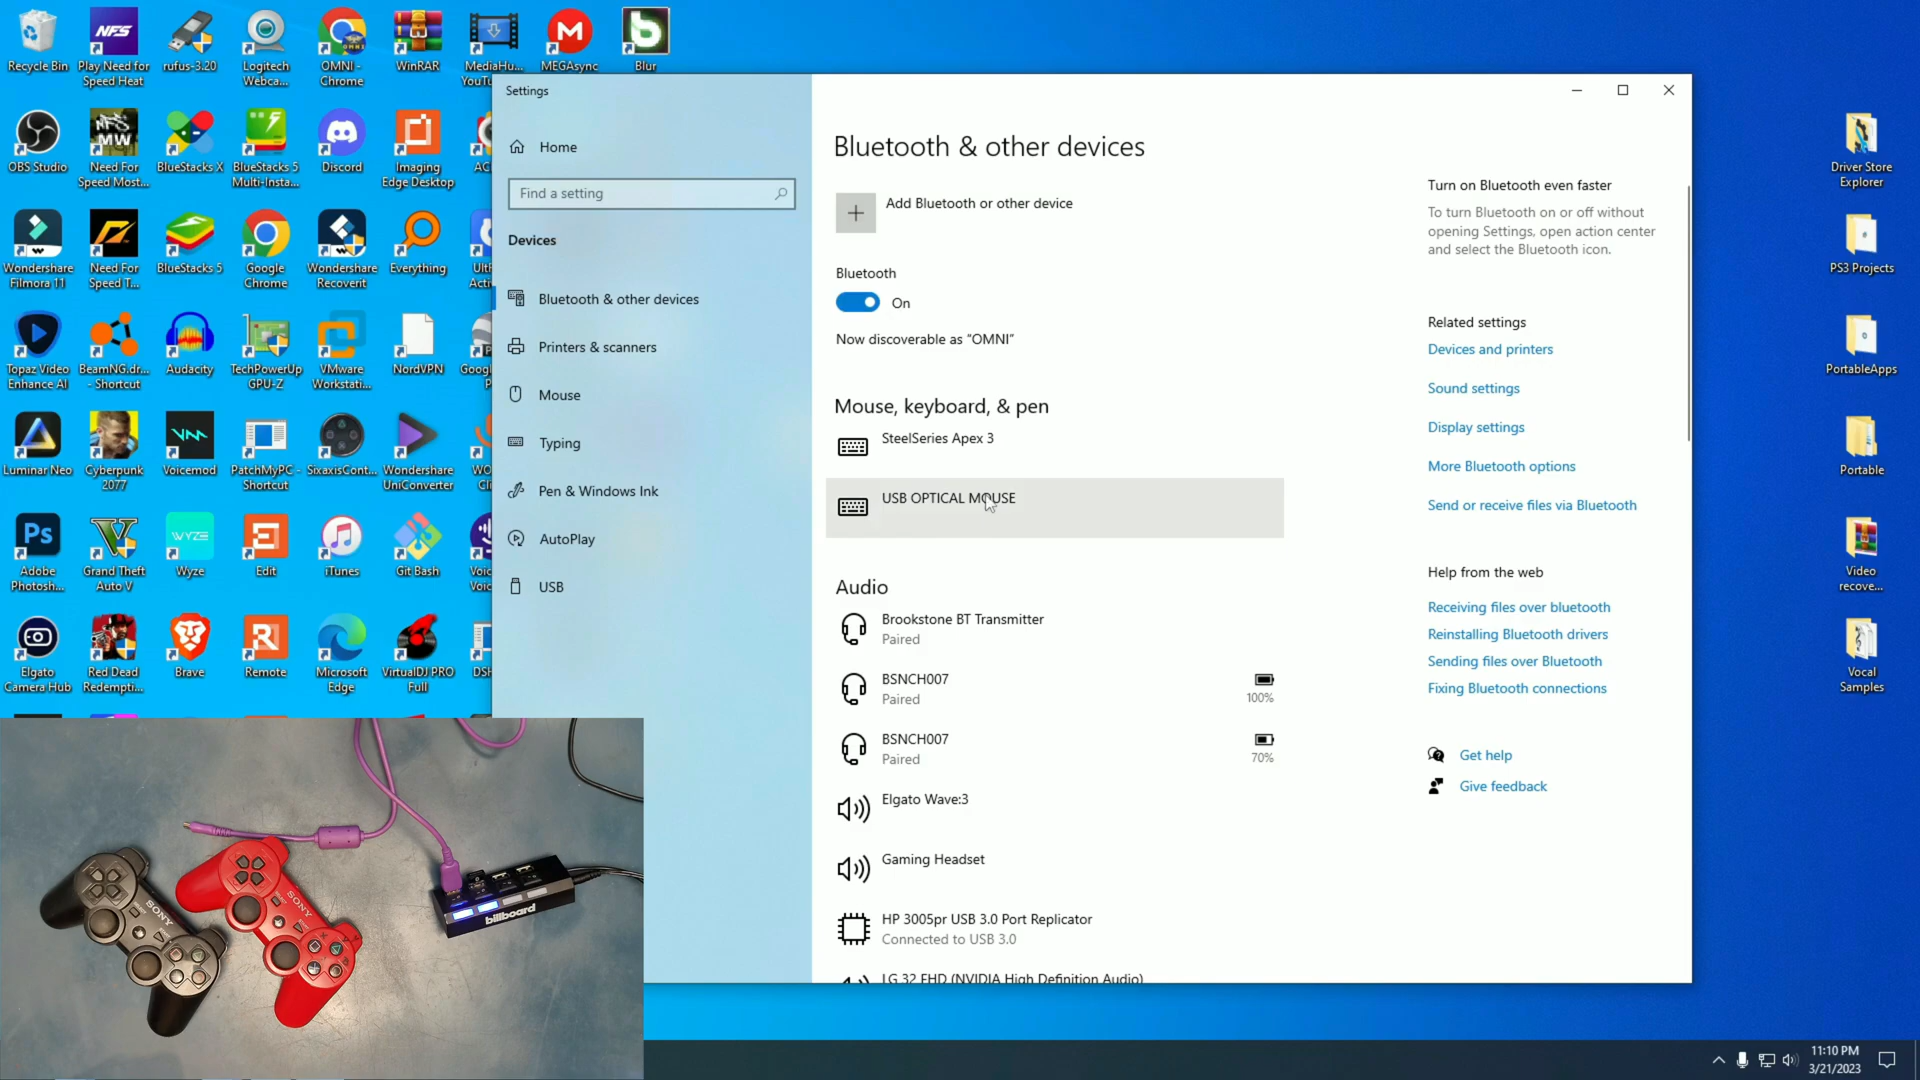 Recycle Bin
Play Need for
Speed Heat
rufus-3.20
Logitech
Webca...
OMNI -
Chrome
WinRAR
MediaHu...
YouTu
MEGAsync
Blur
OBS Studio
Need For
Speed Most...
BlueStacks X
BlueStacks 5
Multi-Insta...
Discord
Imaging
Edge Desktop
Wondershare
Filmora 11
Need For
Speed T...
BlueStacks 5
Google
Chrome
Wondershare
Recoverit
Everything
Topaz Video
Enhance AI
BeamNG.dr...
- Shortcut
Audacity
TechPowerUp
GPU-Z
VMware
Workstati...
NordVPN
Luminar Neo
Cyberpunk
2077
Voicemod
PatchMyPC -
Shortcut
SixaxisCont...
Wondershare
UniConverter
Adobe
Photosh...
Grand Theft
Auto V
Wyze
Edit
iTunes
Git Bash
Elgato
Camera Hub
Red Dead
Redempti...
Brave
Remote
Microsoft
Edge
VirtualDJ PRO
Full
Settings
Home
Find a setting
Devices
Bluetooth & other devices
Printers & scanners
Mouse
Typing
Pen & Windows Ink
AutoPlay
USB
Bluetooth & other devices
Add Bluetooth or other device
Bluetooth
On
Now discoverable as “OMNI”
Mouse, keyboard, & pen
SteelSeries Apex 3
USB OPTICAL MOUSE
Audio
Brookstone BT Transmitter
Paired
BSNCH007
Paired
100%
BSNCH007
Paired
70%
Elgato Wave:3
Gaming Headset
HP 3005pr USB 3.0 Port Replicator
Connected to USB 3.0
LG 32 FHD (NVIDIA High Definition Audio)
Turn on Bluetooth even faster
To turn Bluetooth on or off without
opening Settings, open action center
and select the Bluetooth icon.
Related settings
Devices and printers
Sound settings
Display settings
More Bluetooth options
Send or receive files via Bluetooth
Help from the web
Receiving files over bluetooth
Reinstalling Bluetooth drivers
Sending files over Bluetooth
Fixing Bluetooth connections
Get help
Give feedback
Driver Store
Explorer
PS3 Projects
PortableApps
Portable
Video
recove...
Vocal
Samples
SONY
SONY
billboard
11:10 PM
3/21/2023